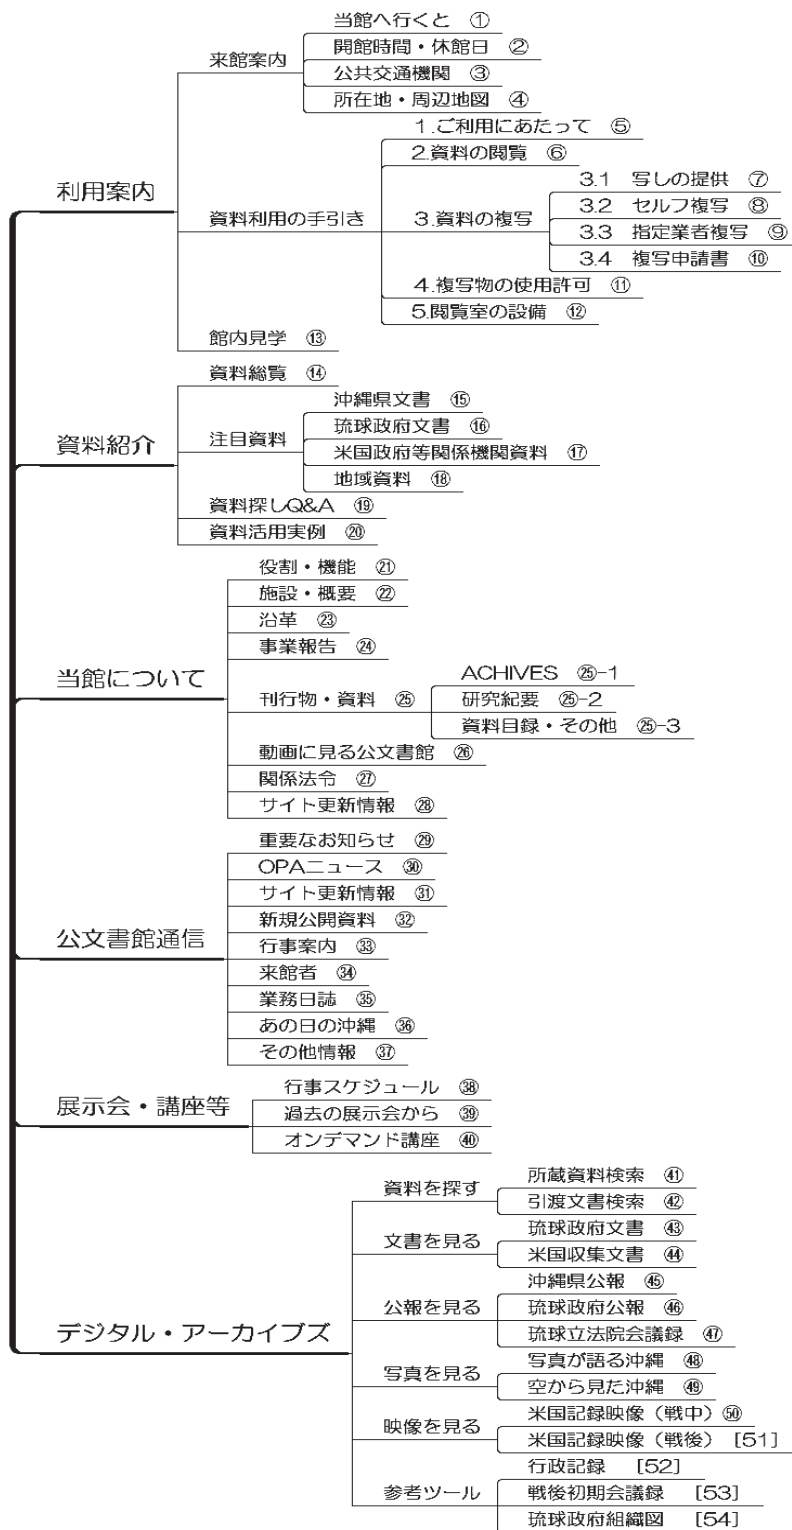 利用案内
来館案内
当館へ行くと ①
開館時間・休館日 ②
公共交通機関 ③
所在地・周辺地図 ④
資料利用の手引き
1.ご利用にあたって ⑤
2.資料の閲覧 ⑥
3.資料の複写
3.1 写しの提供 ⑦
3.2 セルフ複写 ⑧
3.3 指定業者複写 ⑨
3.4 複写申請書 ⑩
4.複写物の使用許可 ⑪
5.閲覧室の設備 ⑫
館内見学 ⑬
資料紹介
資料総覧 ⑭
注目資料
沖縄県文書 ⑮
琉球政府文書 ⑯
米国政府等関係機関資料 ⑰
地域資料 ⑱
資料探しQ&A ⑲
資料活用実例 ⑳
当館について
役割・機能 ㉑
施設・概要 ㉒
沿革 ㉓
事業報告 ㉔
刊行物・資料 ㉕
ACHIVES ㉕-1
研究紀要 ㉕-2
資料目録・その他 ㉕-3
動画に見る公文書館 ㉖
関係法令 ㉗
サイト更新情報 ㉘
公文書館通信
重要なお知らせ ㉙
OPAニュース ㉚
サイト更新情報 ㉛
新規公開資料 ㉜
行事案内 ㉝
来館者 ㉞
業務日誌 ㉟
あの日の沖縄 ㊱
その他情報 ㊲
展示会・講座等
行事スケジュール ㊳
過去の展示会から ㊴
オンデマンド講座 ㊵
デジタル・アーカイブズ
資料を探す
所蔵資料検索 ㊶
引渡文書検索 ㊷
文書を見る
琉球政府文書 ㊸
米国収集文書 ㊹
公報を見る
沖縄県公報 ㊺
琉球政府公報 ㊻
琉球立法院会議録 ㊼
写真を見る
写真が語る沖縄 ㊽
空から見た沖縄 ㊾
映像を見る
米国記録映像（戦中）㊿
米国記録映像（戦後） [51]
参考ツール
行政記録 [52]
戦後初期会議録 [53]
琉球政府組織図 [54]